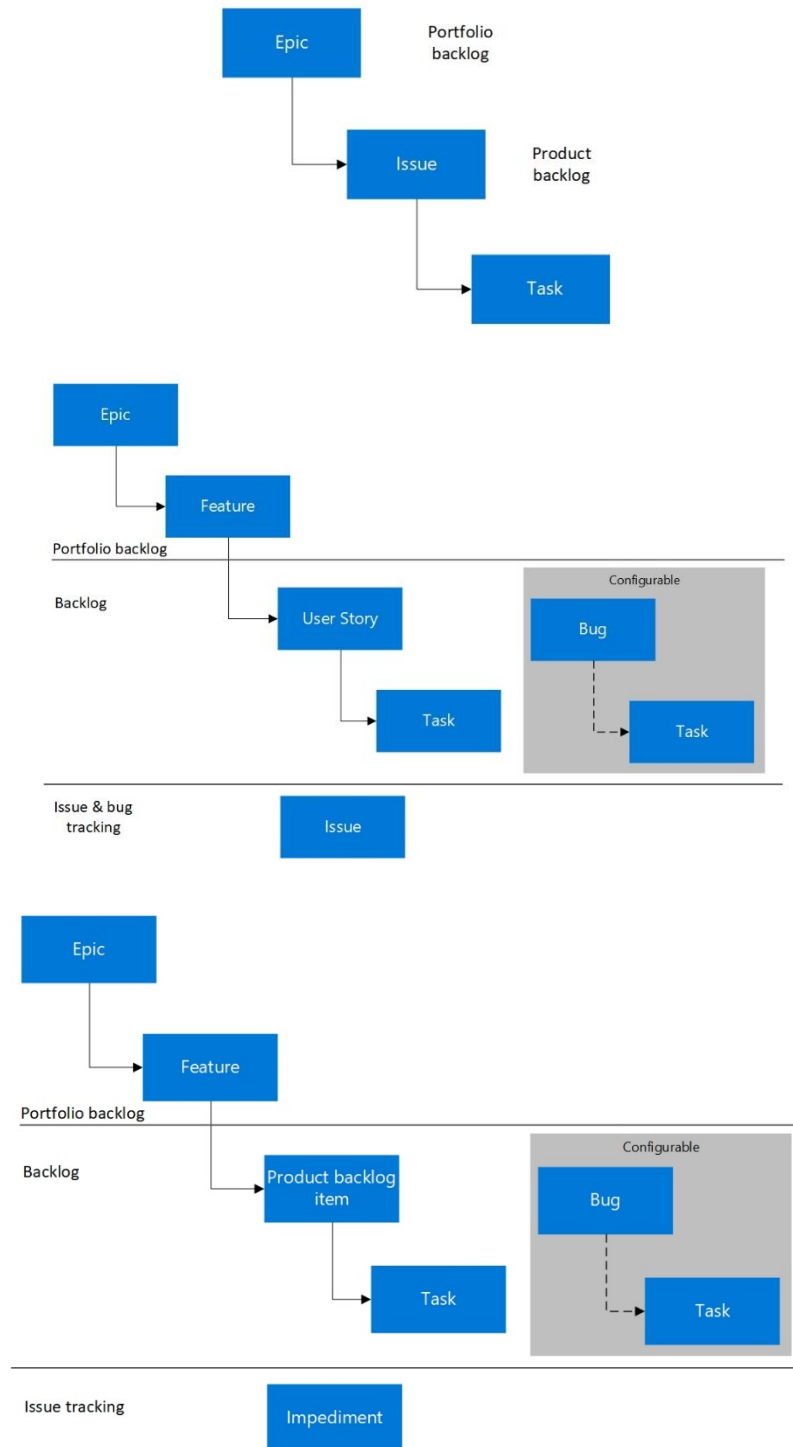 Epic
Portfolio
backlog
Issue
Product
backlog
Task
Epic
Feature
Portfolio backlog
Backlog
User Story
Task
Configurable
Bug
Task
Issue & bug
tracking
Issue
Epic
Feature
Portfolio backlog
Backlog
Product backlog
item
Task
Configurable
Bug
Task
Issue tracking
Impediment